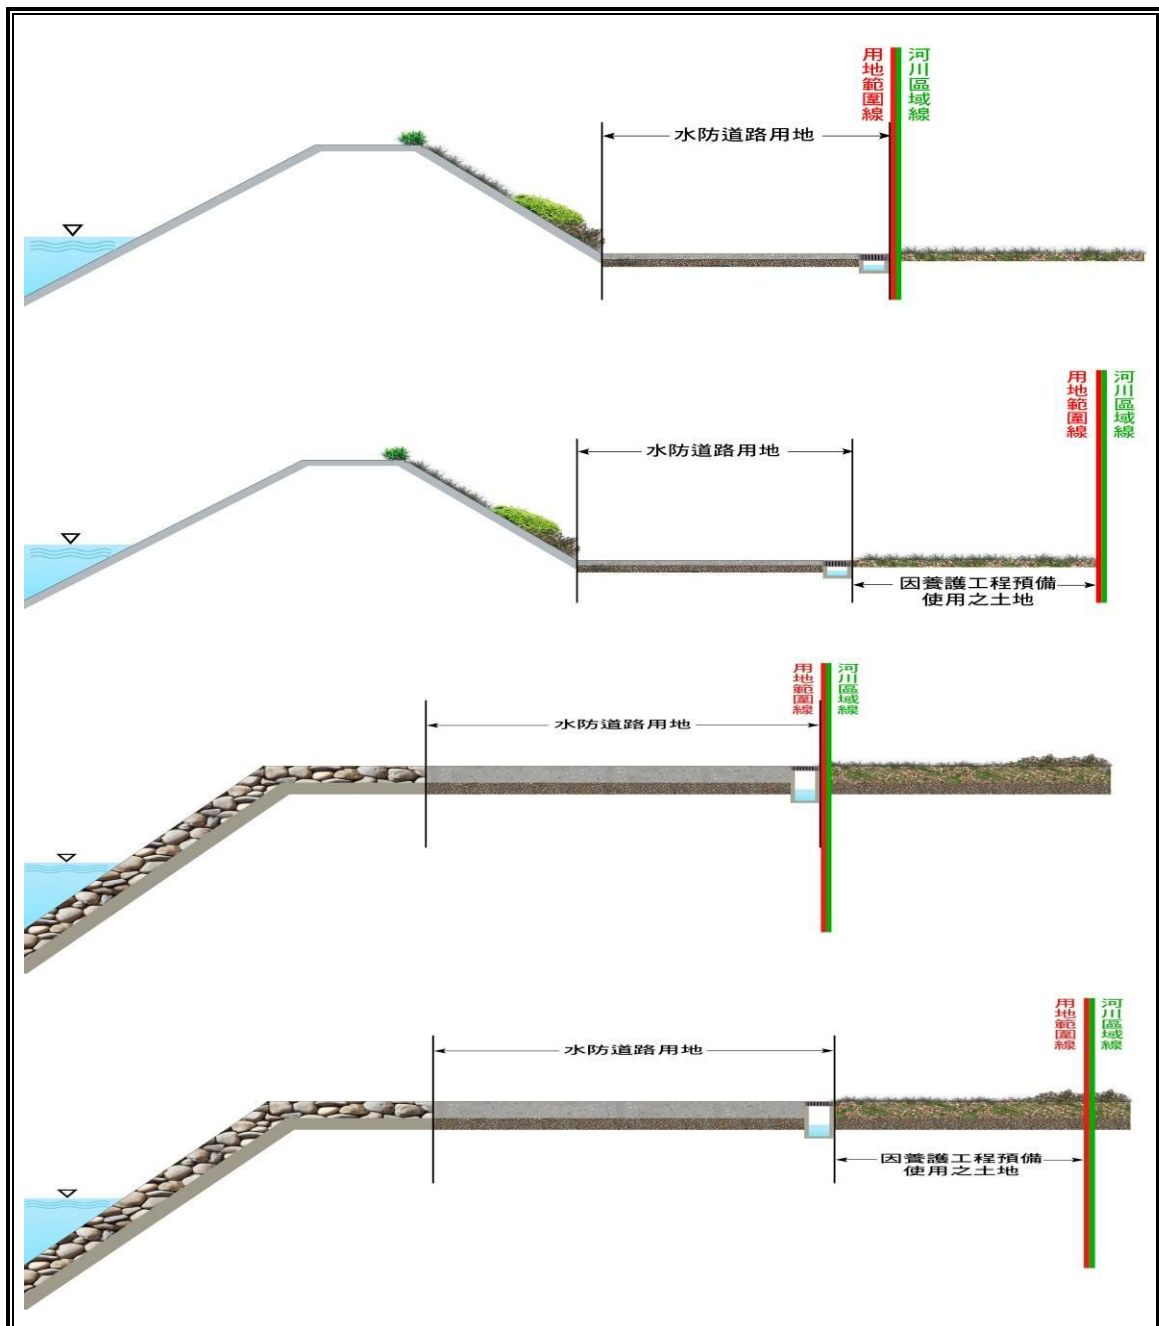 用地範圍線
河川區域線
水防道路用地
用地範圍線
河川區域線
水防道路用地
因養護工程預備
使用之土地
用地範圍線
河川區域線
水防道路用地
用地範圍線
河川區域線
水防道路用地
因養護工程預備
使用之土地